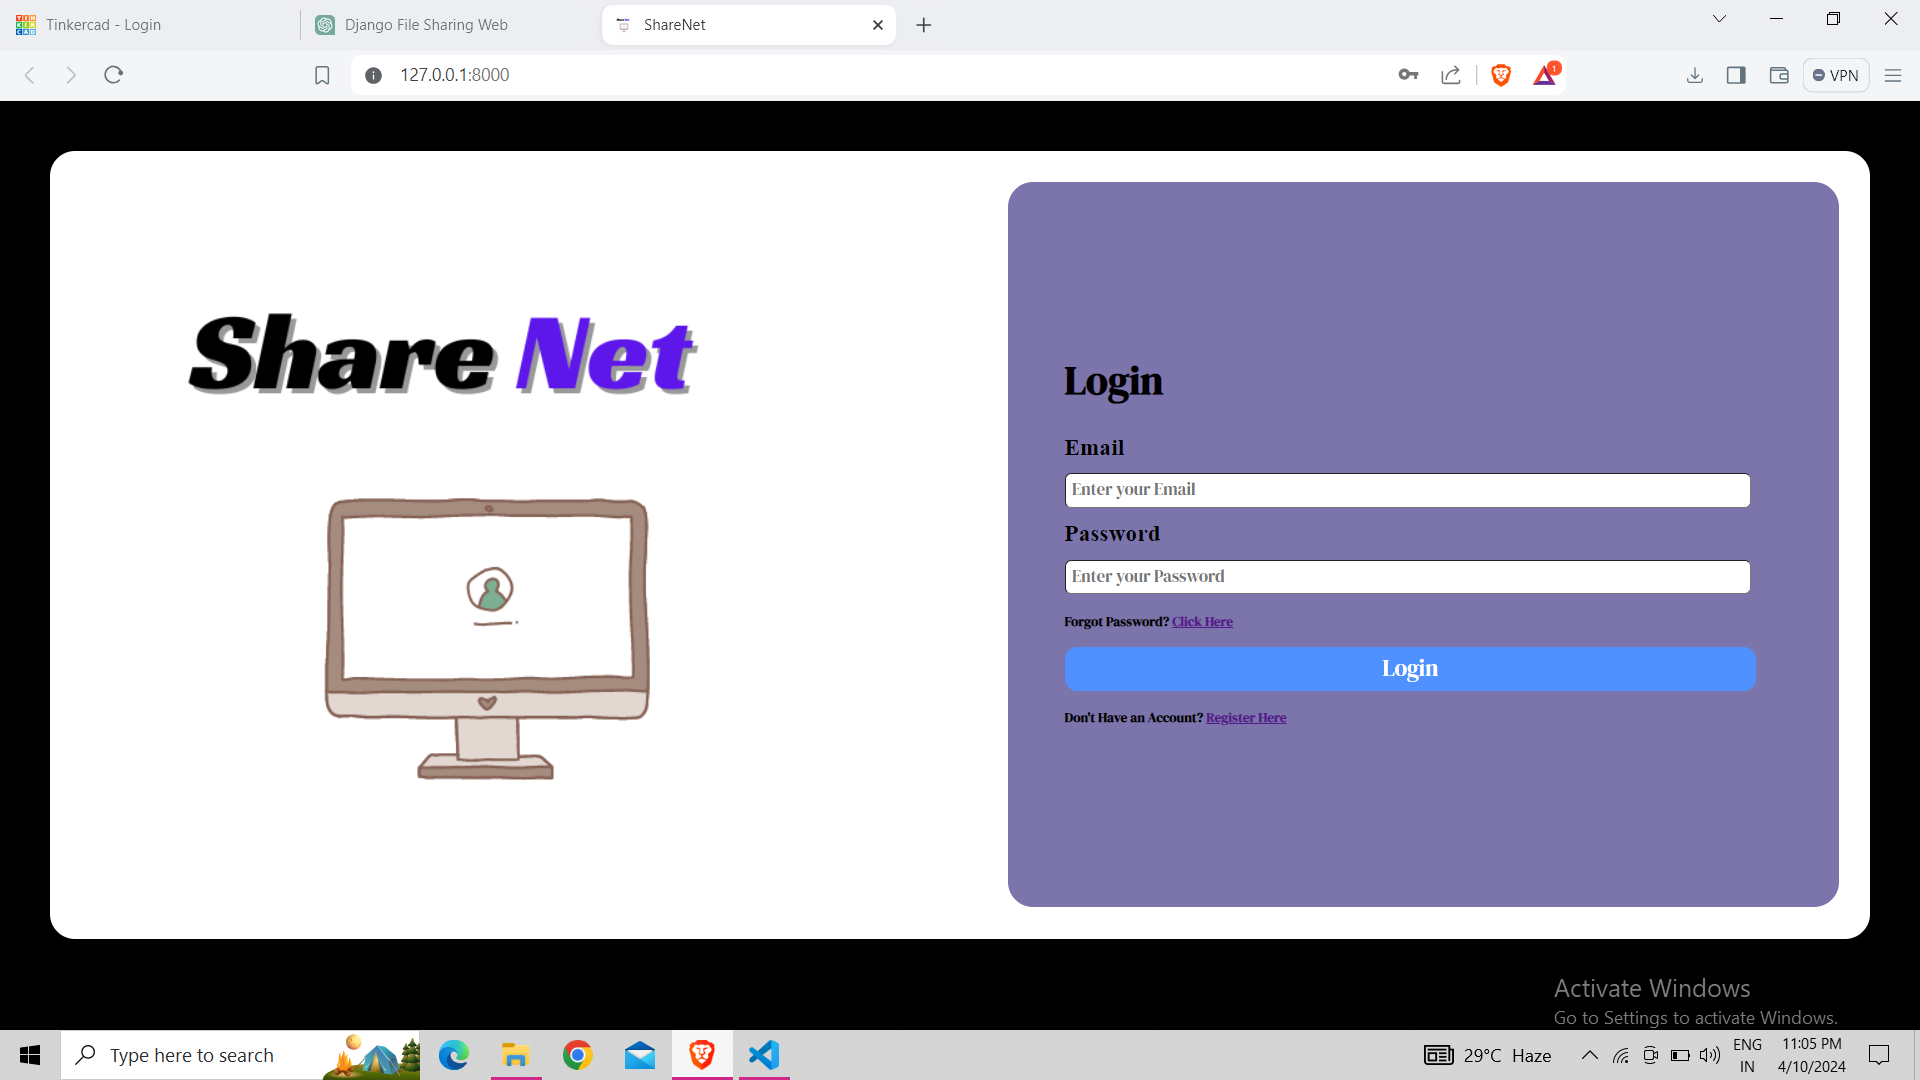 Tinkercad - Login
Django File Sharing Web
ShareNet
127.0.0.1:8000
1
VPN
Share Net
Login
Email
Enter your Email
Password
Enter your Password
Forgot Password? Click Here
Login
Don't Have an Account? Register Here
Activate Windows
Go to Settings to activate Windows.
Type here to search
29°C Haze
ENG
IN
11:05 PM
4/10/2024